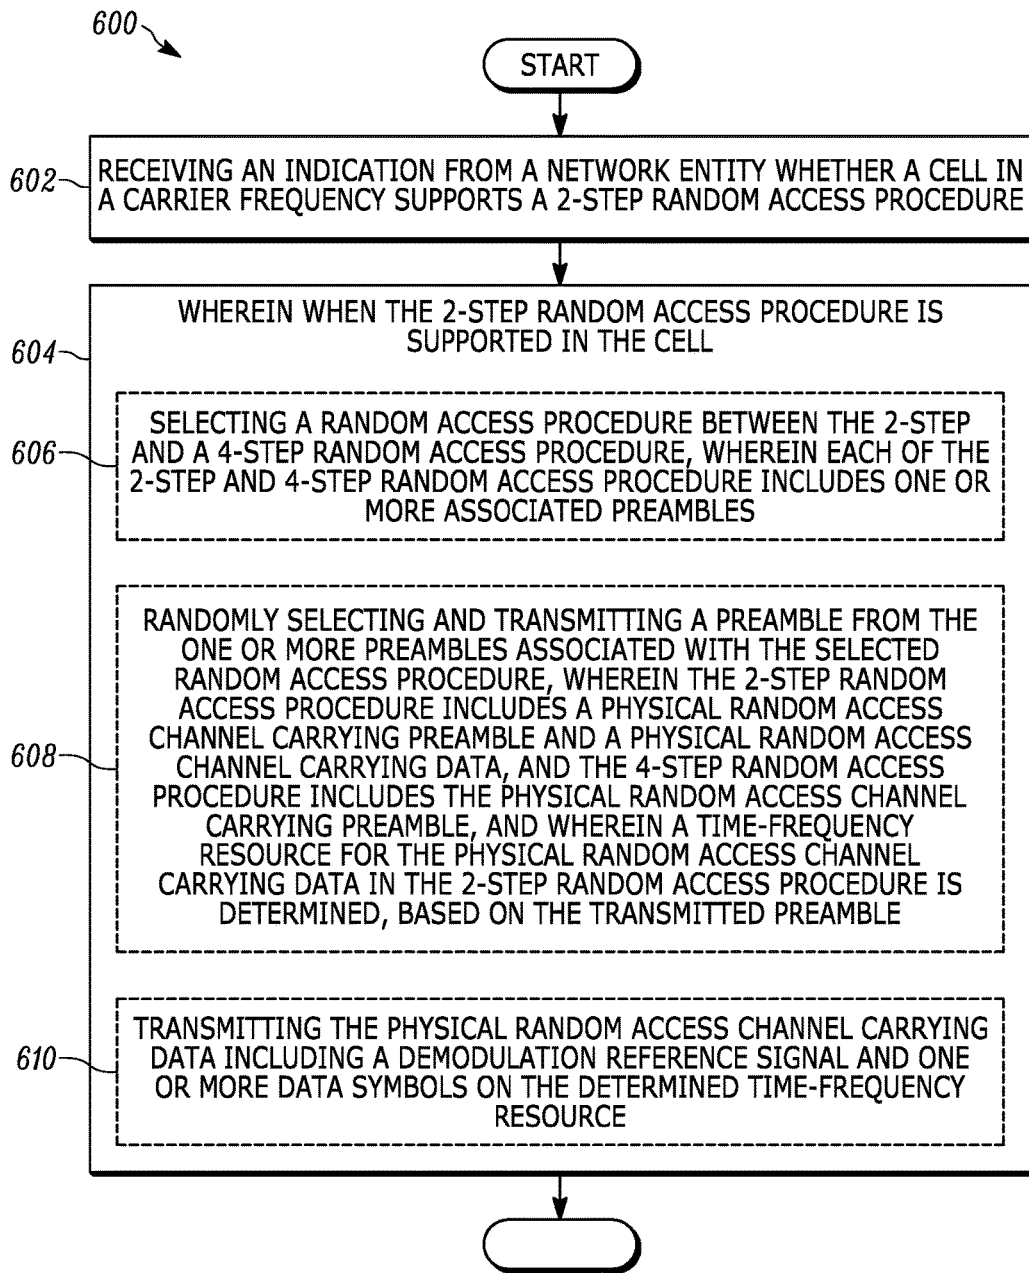 600
START
602
RECEIVING AN INDICATION FROM A NETWORK ENTITY WHETHER A CELL IN
A CARRIER FREQUENCY SUPPORTS A 2-STEP RANDOM ACCESS PROCEDURE
604
WHEREIN WHEN THE 2-STEP RANDOM ACCESS PROCEDURE IS
SUPPORTED IN THE CELL
606
SELECTING A RANDOM ACCESS PROCEDURE BETWEEN THE 2-STEP
AND A 4-STEP RANDOM ACCESS PROCEDURE, WHEREIN EACH OF THE
2-STEP AND 4-STEP RANDOM ACCESS PROCEDURE INCLUDES ONE OR
MORE ASSOCIATED PREAMBLES
608
RANDOMLY SELECTING AND TRANSMITTING A PREAMBLE FROM THE
ONE OR MORE PREAMBLES ASSOCIATED WITH THE SELECTED
RANDOM ACCESS PROCEDURE, WHEREIN THE 2-STEP RANDOM
ACCESS PROCEDURE INCLUDES A PHYSICAL RANDOM ACCESS
CHANNEL CARRYING PREAMBLE AND A PHYSICAL RANDOM ACCESS
CHANNEL CARRYING DATA, AND THE 4-STEP RANDOM ACCESS
PROCEDURE INCLUDES THE PHYSICAL RANDOM ACCESS CHANNEL
CARRYING PREAMBLE, AND WHEREIN A TIME-FREQUENCY
RESOURCE FOR THE PHYSICAL RANDOM ACCESS CHANNEL
CARRYING DATA IN THE 2-STEP RANDOM ACCESS PROCEDURE IS
DETERMINED, BASED ON THE TRANSMITTED PREAMBLE
610
TRANSMITTING THE PHYSICAL RANDOM ACCESS CHANNEL CARRYING
DATA INCLUDING A DEMODULATION REFERENCE SIGNAL AND ONE
OR MORE DATA SYMBOLS ON THE DETERMINED TIME-FREQUENCY
RESOURCE